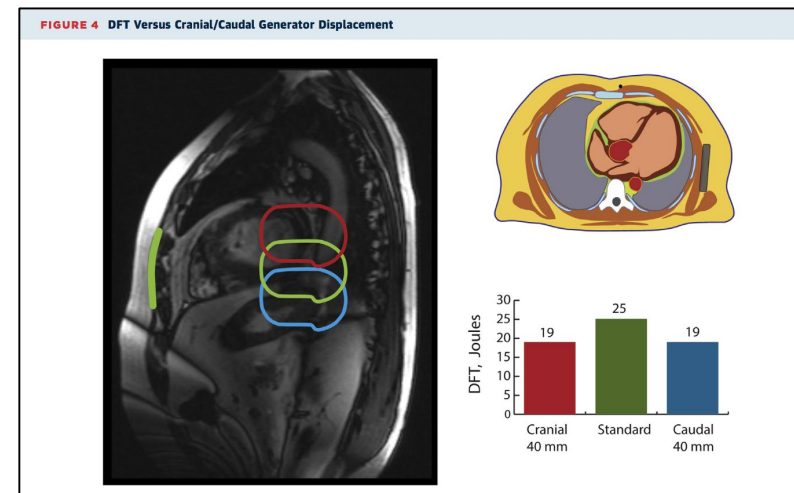 FIGURE 4 DFT Versus Cranial/Caudal Generator Displacement
DFT, Joules
30
25
20
15
10
5
0
19
25
19
Cranial
40 mm
Standard
Caudal
40 mm